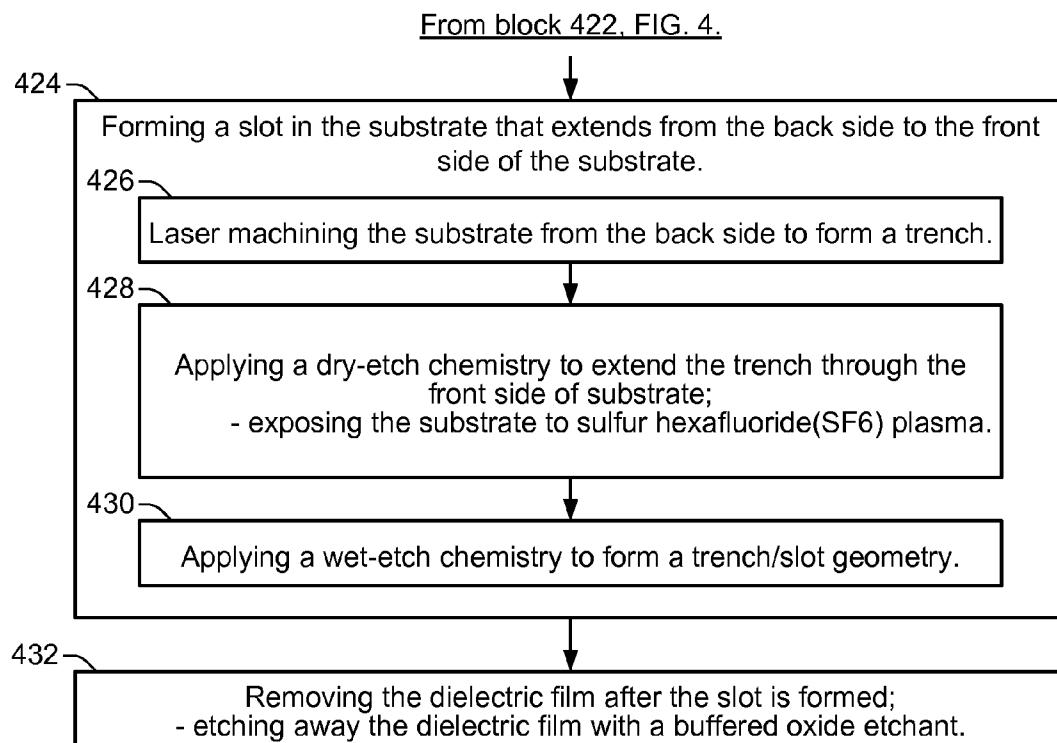 From block 422, FIG. 4.
424
Forming a slot in the substrate that extends from the back side to the front
side of the substrate.
426
Laser machining the substrate from the back side to form a trench.
428
Applying a dry-etch chemistry to extend the trench through the
front side of substrate;
- exposing the substrate to sulfur hexafluoride(SF6) plasma.
430
Applying a wet-etch chemistry to form a trench/slot geometry.
432
Removing the dielectric film after the slot is formed;
- etching away the dielectric film with a buffered oxide etchant.